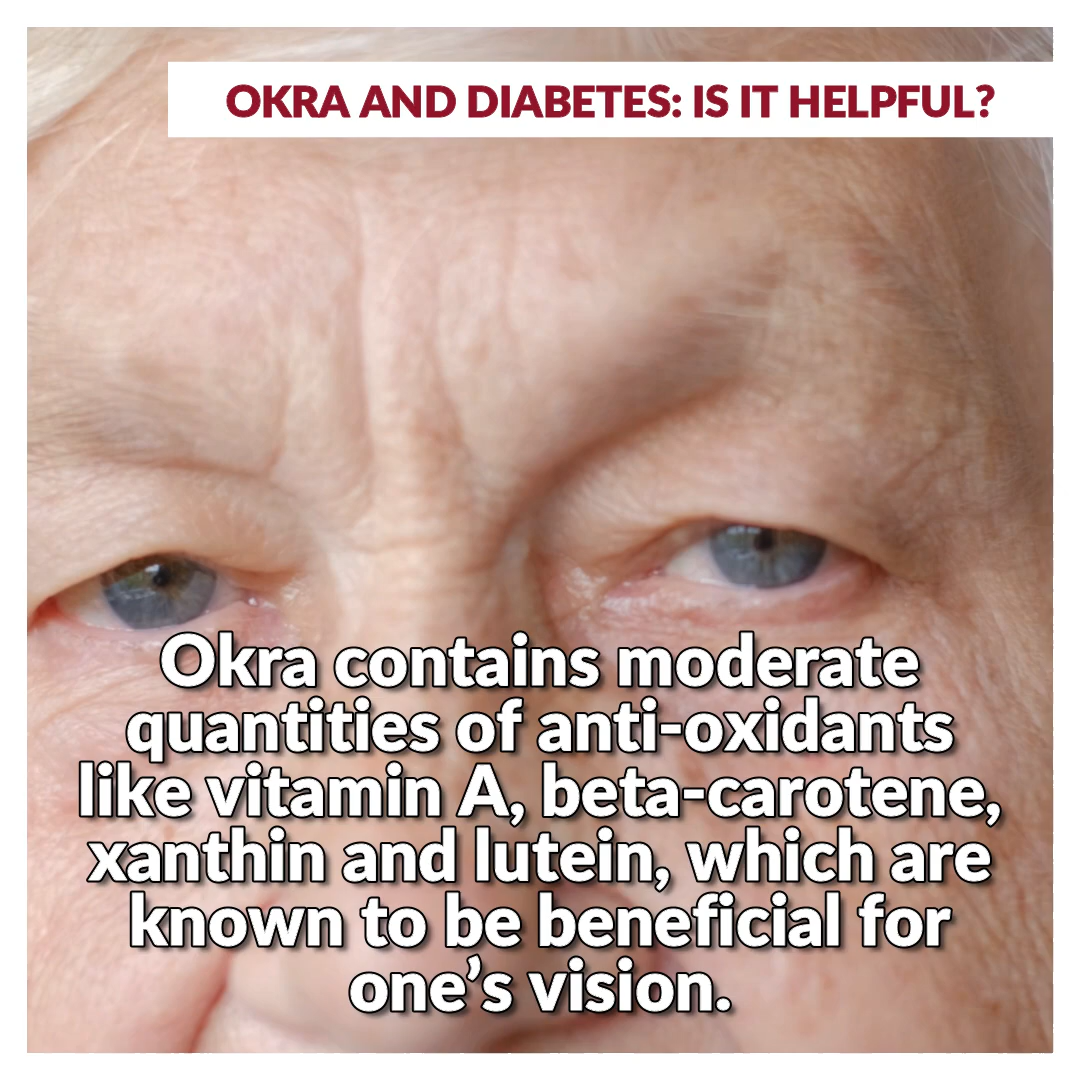 OKRA AND DIABETES: IS IT HELPFUL?
Okra contains moderate
quantities of anti-oxidants
like vitamin A, beta-carotene,
xanthin and lutein, which are
known to be beneficial for
one’s vision.